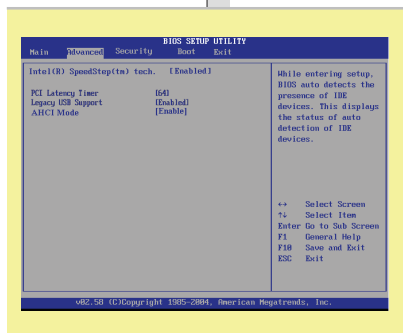 BIOS SETUP UTILITY
Main Advanced Security Boot Exit
Intel(R) SpeedStep(tm) tech. [Enabled]
PCI Latency Timer [64]
Legacy USB Support [Enabled]
AHCI Mode [Enable]
While entering setup,
BIOS auto detects the
presence of IDE
devices. This displays
the status of auto
detection of IDE
devices.
↔ Select Screen
↑↓ Select Item
Enter Go to Sub Screen
F1 General Help
F10 Save and Exit
ESC Exit
v02.58 (C)Copyright 1985-2004, American Megatrends, Inc.